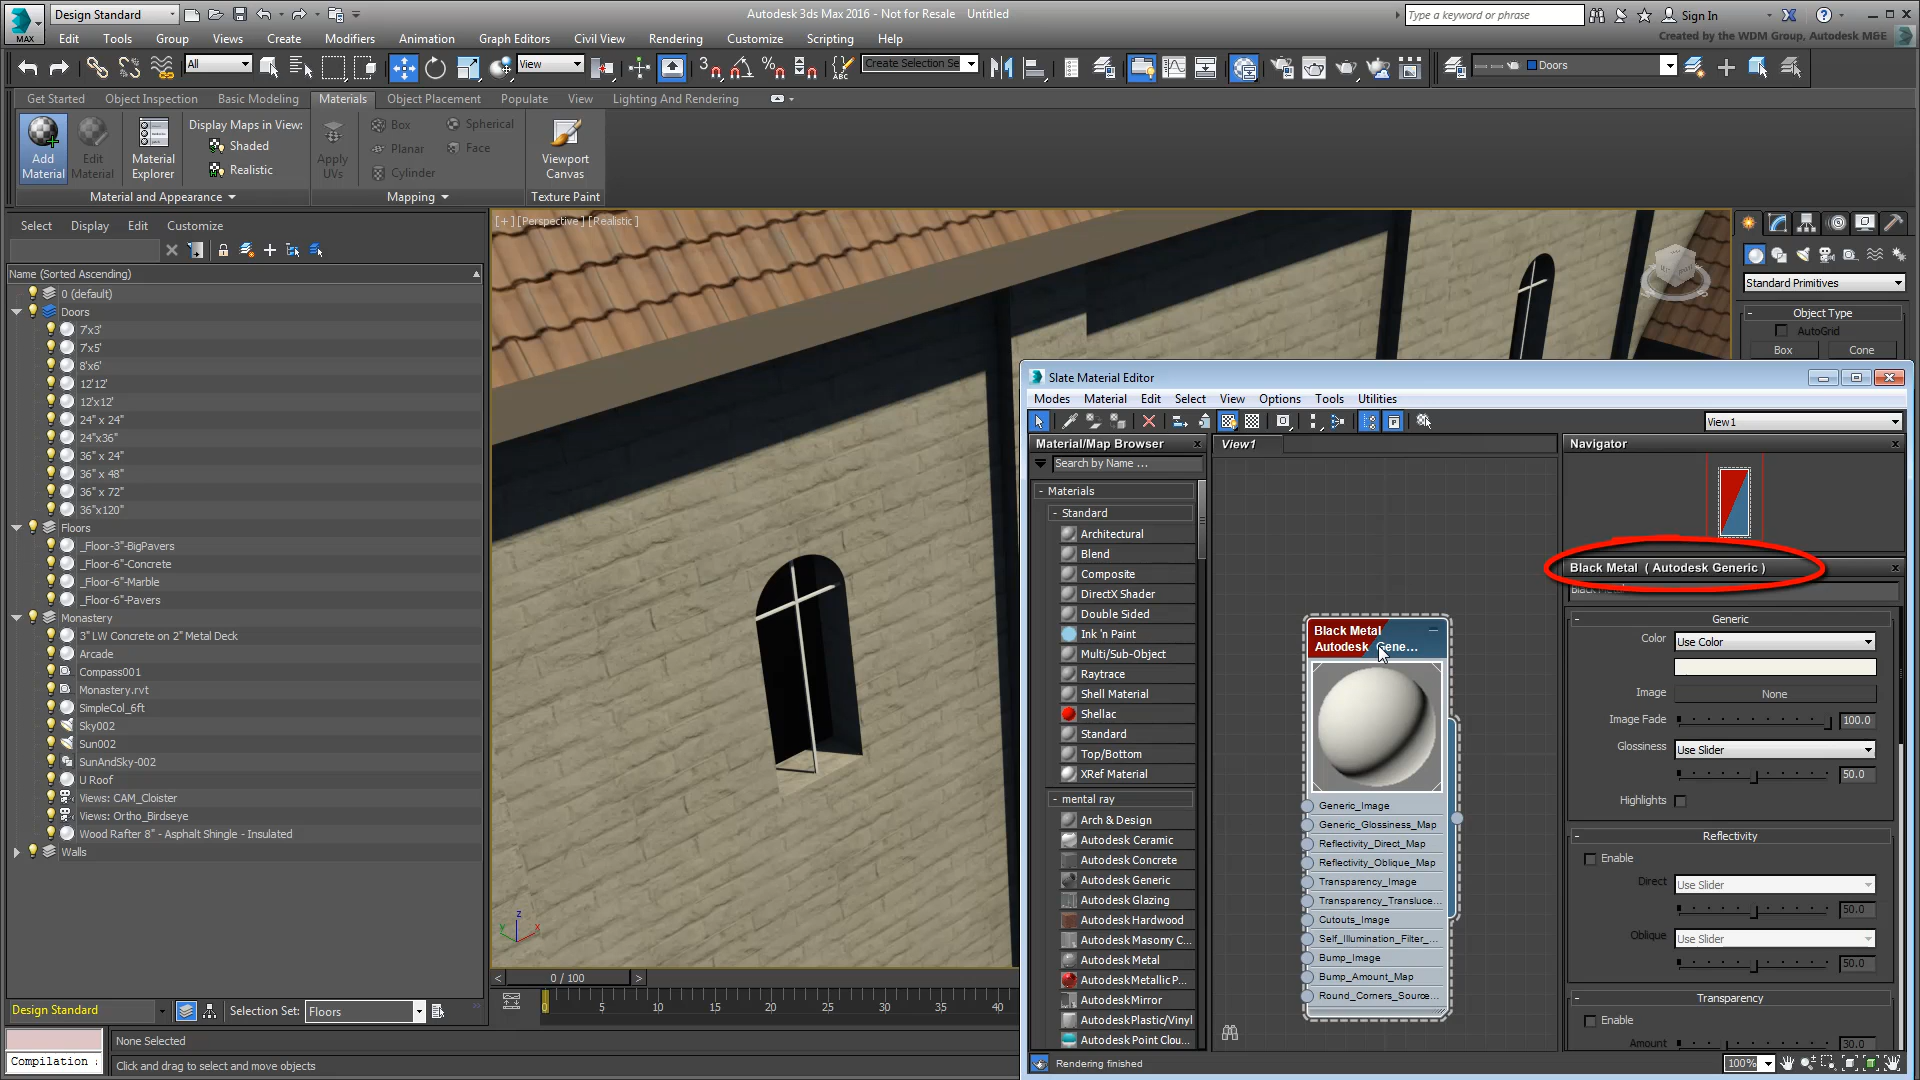 Design Standard
Autodesk 3ds Max 2016 - Not for Resale Untitled
Type a keyword or phrase
Sign In
MAX
Edit Tools Group Views Create Modifiers Animation Graph Editors Civil View Rendering Customize Scripting Help
Created by the WDM Group, Autodesk M&E
All
View
Create Selection Se
Doors
Get Started Object Inspection Basic Modeling Materials Object Placement Populate View Lighting And Rendering
Add Material
Edit Material
Material Explorer
Display Maps in View:
Shaded
Realistic
Apply UVs
Box
Planar
Cylinder
Spherical
Face
Viewport Canvas
Material and Appearance
Mapping
Texture Paint
Select Display Edit Customize
Name (Sorted Ascending)
0 (default)
Doors
7'x3'
7'x5'
8'x6'
12'12'
12'x12'
24" x 24"
24"x36"
36" x 24"
36" x 48"
36" x 72"
36"x120"
Floors
_Floor-3"-BigPavers
_Floor-6"-Concrete
_Floor-6"-Marble
_Floor-6"-Pavers
Monastery
3" LW Concrete on 2" Metal Deck
Arcade
Compass001
Monastery.rvt
SimpleCol_6ft
Sky002
Sun002
SunAndSky-002
U Roof
Views: CAM_Cloister
Views: Ortho_Birdseye
Wood Rafter 8" - Asphalt Shingle - Insulated
Walls
[+] [Perspective] [Realistic]
z
x
y
0 / 100
0 5 10 15 20 25 30 35 40
Design Standard
Selection Set: Floors
None Selected
Compilation :
Click and drag to select and move objects
Standard Primitives
Object Type
AutoGrid
Box Cone
Slate Material Editor
Modes Material Edit Select View Options Tools Utilities
View1
Material/Map Browser
Search by Name ...
- Materials
- Standard
Architectural
Blend
Composite
DirectX Shader
Double Sided
Ink 'n Paint
Multi/Sub-Object
Raytrace
Shell Material
Shellac
Standard
Top/Bottom
XRef Material
- mental ray
Arch & Design
Autodesk Ceramic
Autodesk Concrete
Autodesk Generic
Autodesk Glazing
Autodesk Hardwood
Autodesk Masonry C...
Autodesk Metal
Autodesk Metallic P...
Autodesk Mirror
Autodesk Plastic/Vinyl
Autodesk Point Clou...
View1
Black Metal
Autodesk Gene...
Generic_Image
Generic_Glossiness_Map
Reflectivity_Direct_Map
Reflectivity_Oblique_Map
Transparency_Image
Transparency_Transluce...
Cutouts_Image
Self_Illumination_Filter_...
Bump_Image
Bump_Amount_Map
Round_Corners_Source...
Navigator
Black Metal ( Autodesk Generic )
Black Metal
Generic
Color Use Color
Image None
Image Fade 100.0
Glossiness Use Slider
50.0
Highlights
Reflectivity
Enable
Direct Use Slider
50.0
Oblique Use Slider
50.0
Transparency
Enable
Amount 30.0
Rendering finished
100%